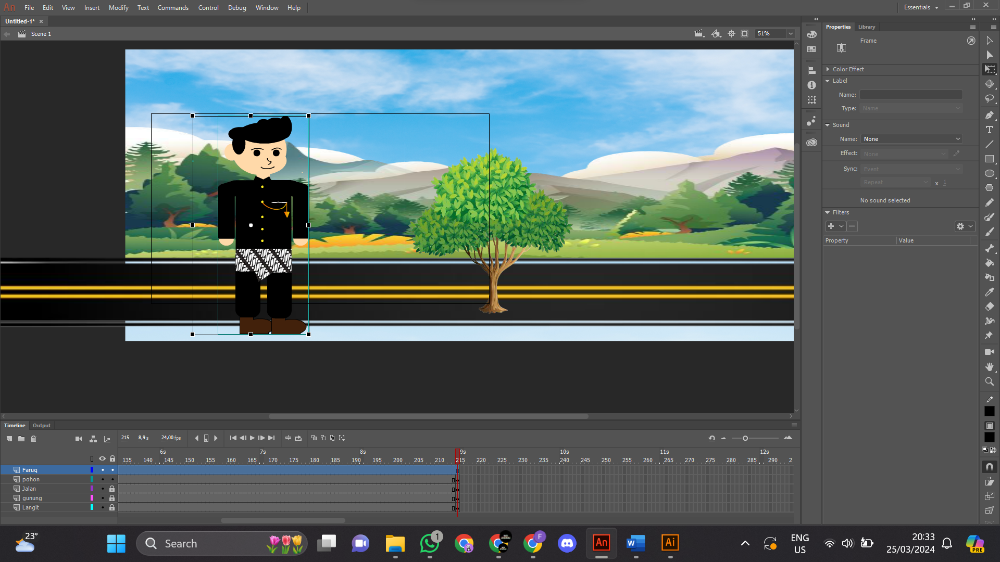 An File Edit View Insert Modify Text Commands Control Debug Window Help Essentials
Untitled-1* ×
Scene 1 51%
Properties Library
Frame
Color Effect
Label
Name:
Type: Name
Sound
Name: None
Effect: None
Sync: Event
Repeat x 1
No sound selected
Filters
Property Value
Timeline Output
215 8,9 s 24,00 fps
6s 7s 8s 9s 10s 11s 12s
135 140 145 150 155 160 165 170 175 180 185 190 195 200 205 210 215 220 225 230 235 240 245 250 255 260 265 270 275 280 285 290 2
Faruq
pohon
Jalan
gunung
Langit
23°
Search
1
F
An
W
Ai
ENG
US
20:33
25/03/2024
PRE